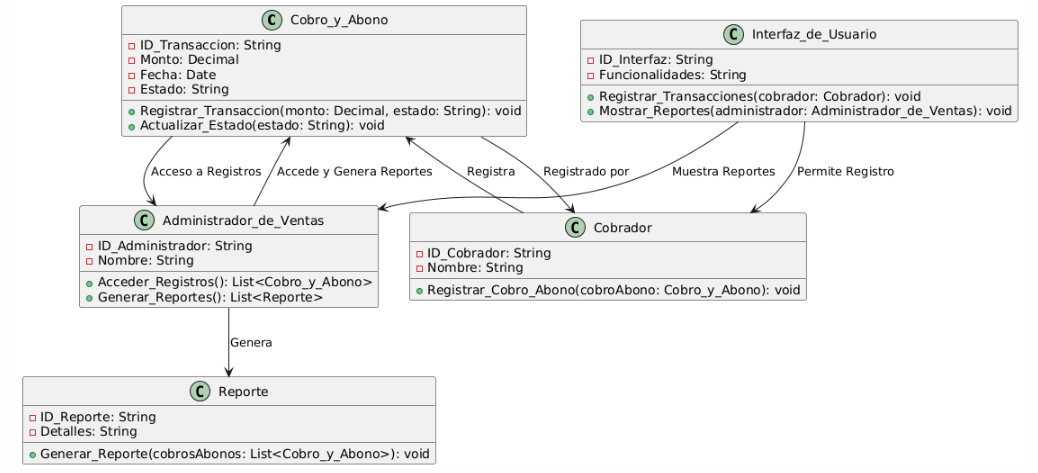 C Cobro_y_Abono
ID_Transaccion: String
Monto: Decimal
Fecha: Date
Estado: String
Registrar_Transaccion(monto: Decimal, estado: String): void
Actualizar_Estado(estado: String): void
C Interfaz_de_Usuario
ID_Interfaz: String
Funcionalidades: String
Registrar_Transacciones(cobrador: Cobrador): void
Mostrar_Reportes(administrador: Administrador_de_Ventas): void
Acceso a Registros
Accede y Genera Reportes
Registra
Registrado por
Muestra Reportes
Permite Registro
C Administrador_de_Ventas
ID_Administrador: String
Nombre: String
Acceder_Registros(): List<Cobro_y_Abono>
Generar_Reportes(): List<Reporte>
C Cobrador
ID_Cobrador: String
Nombre: String
Registrar_Cobro_Abono(cobroAbono: Cobro_y_Abono): void
Genera
C Reporte
ID_Reporte: String
Detalles: String
Generar_Reporte(cobrosAbonos: List<Cobro_y_Abono>): void